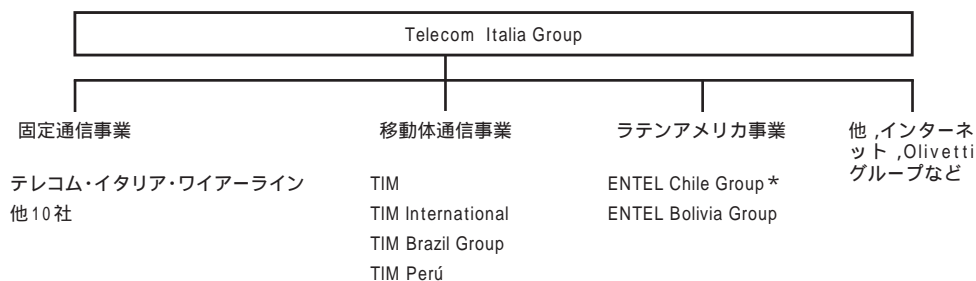 Telecom Italia Group
固定通信事業
テレコム・イタリア・ワイアーライン
他10社
移動体通信事業
TIM
TIM International
TIM Brazil Group
TIM Perú
ラテンアメリカ事業
ENTEL Chile Group*
ENTEL Bolivia Group
他,インターネ
ット,Olivetti
グループなど